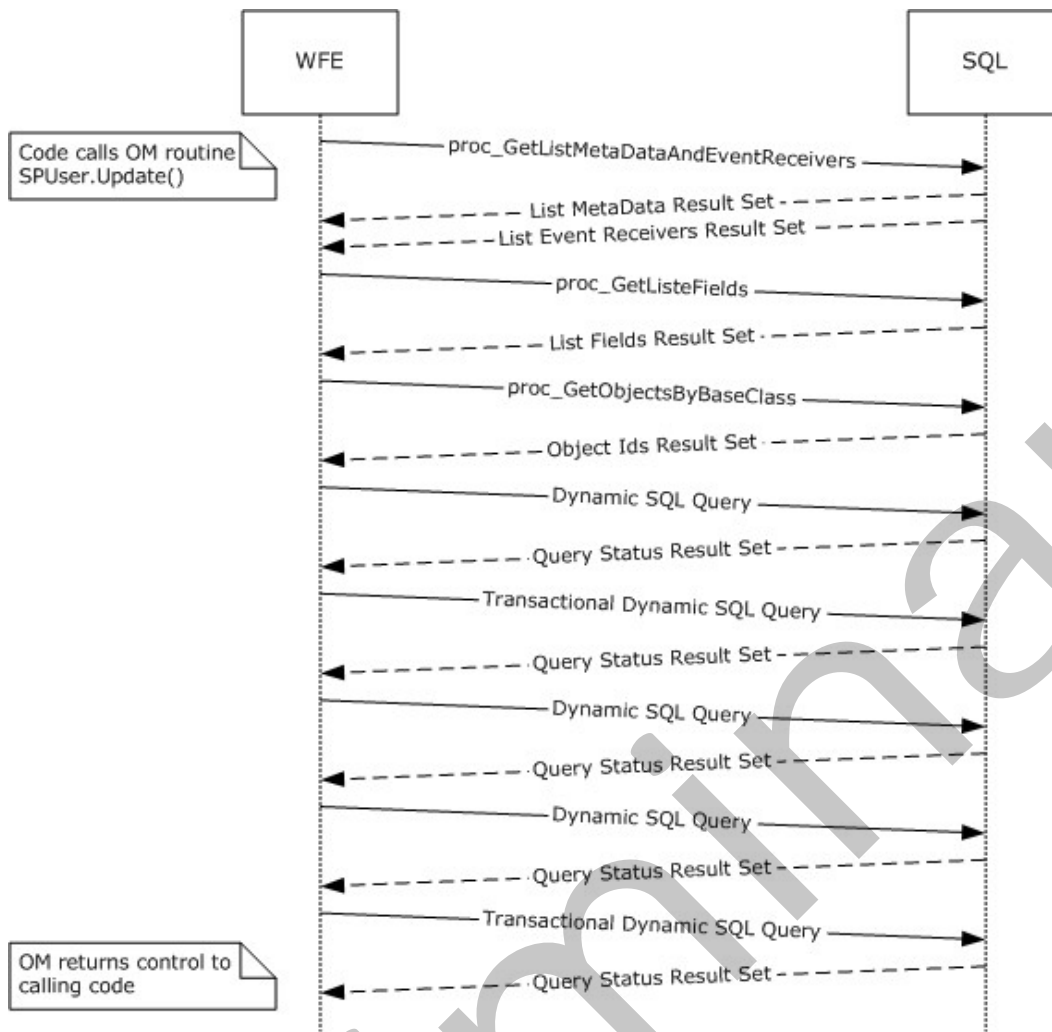 WFE
SQL
Code calls OM routine
SPUser.Update()
proc_GetListMetaDataAndEventReceivers
List MetaData Result Set
List Event Receivers Result Set
proc_GetListeFields
List Fields Result Set
proc_GetObjectsByBaseClass
Object Ids Result Set
Dynamic SQL Query
Query Status Result Set
Transactional Dynamic SQL Query
Query Status Result Set
Dynamic SQL Query
Query Status Result Set
Dynamic SQL Query
Query Status Result Set
Transactional Dynamic SQL Query
OM returns control to
calling code
Query Status Result Set